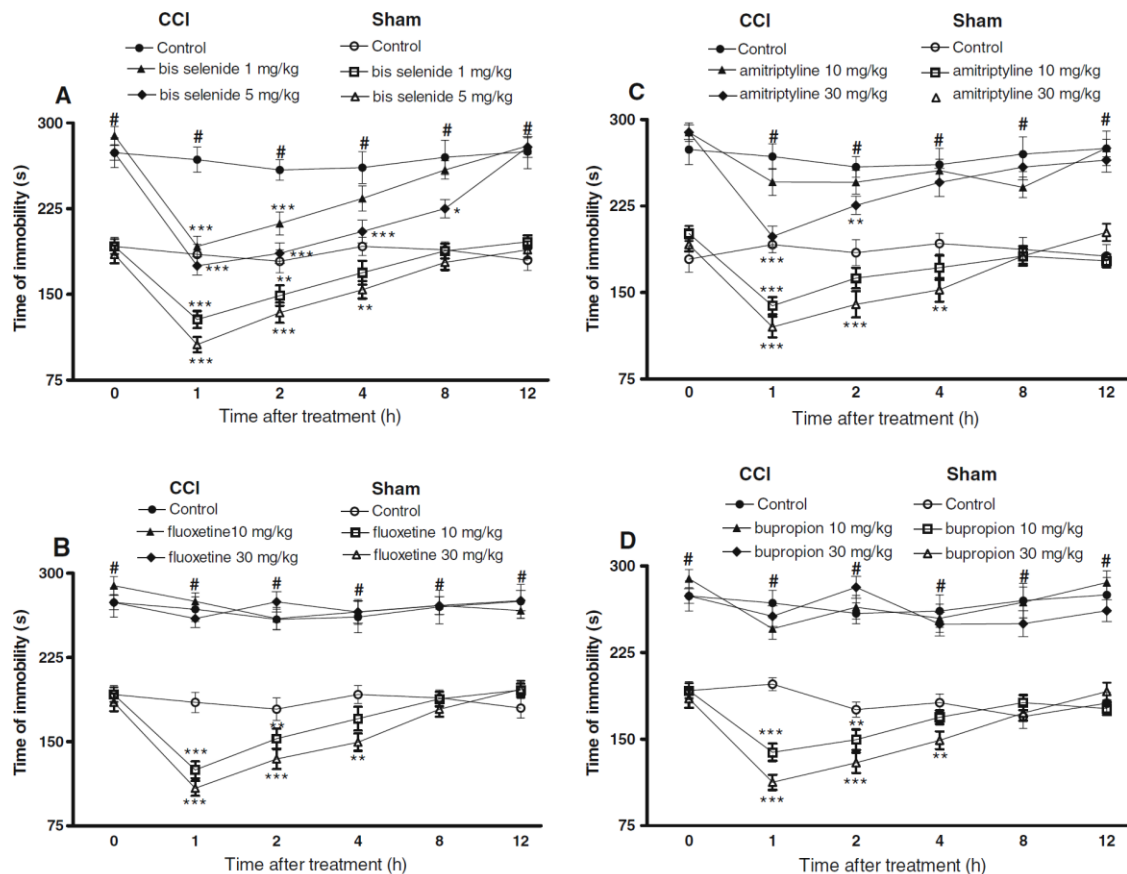 A
CCI Sham
Control Control
bis selenide 1 mg/kg bis selenide 1 mg/kg
bis selenide 5 mg/kg bis selenide 5 mg/kg
Time of immobility (s)
300
225
150
75
# # # # # #
*** *** *
*** *** ***
*** **
*** *** **
0 1 2 4 8 12
Time after treatment (h)
C
CCI Sham
Control Control
amitriptyline 10 mg/kg amitriptyline 10 mg/kg
amitriptyline 30 mg/kg amitriptyline 30 mg/kg
Time of immobility (s)
300
225
150
75
# # # # # #
** **
***
***
*** *** **
0 1 2 4 8 12
Time after treatment (h)
B
CCI Sham
Control Control
fluoxetine10 mg/kg fluoxetine 10 mg/kg
fluoxetine 30 mg/kg fluoxetine 30 mg/kg
Time of immobility (s)
300
225
150
75
# # # # # #
*** **
*** *** **
0 1 2 4 8 12
Time after treatment (h)
D
CCI Sham
Control Control
bupropion 10 mg/kg bupropion 10 mg/kg
bupropion 30 mg/kg bupropion 30 mg/kg
Time of immobility (s)
300
225
150
75
# # # # # #
*** **
*** *** **
0 1 2 4 8 12
Time after treatment (h)